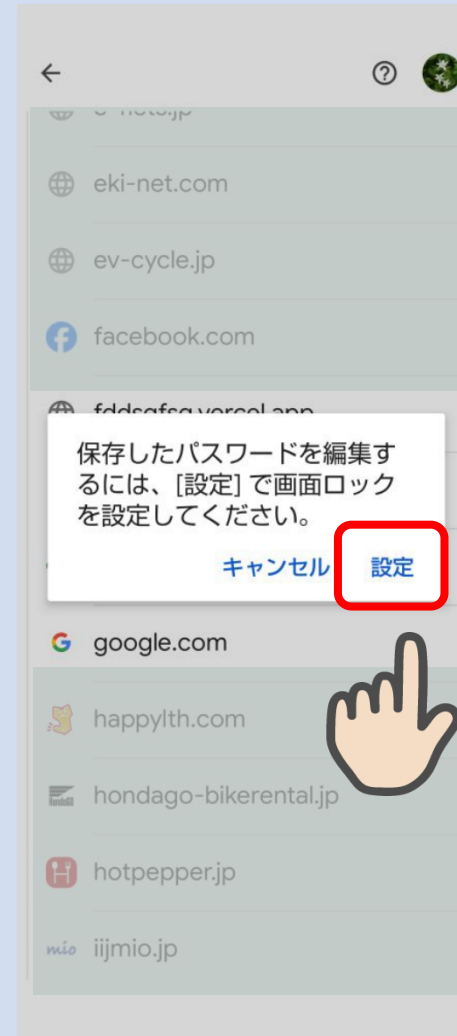 eki-net.com
ev-cycle.jp
facebook.com
保存したパスワードを編集す
るには、[設定] で画面ロック
を設定してください。
キャンセル 設定
google.com
happylth.com
hondago-bikerental.jp
hotpepper.jp
mio iijmio.jp